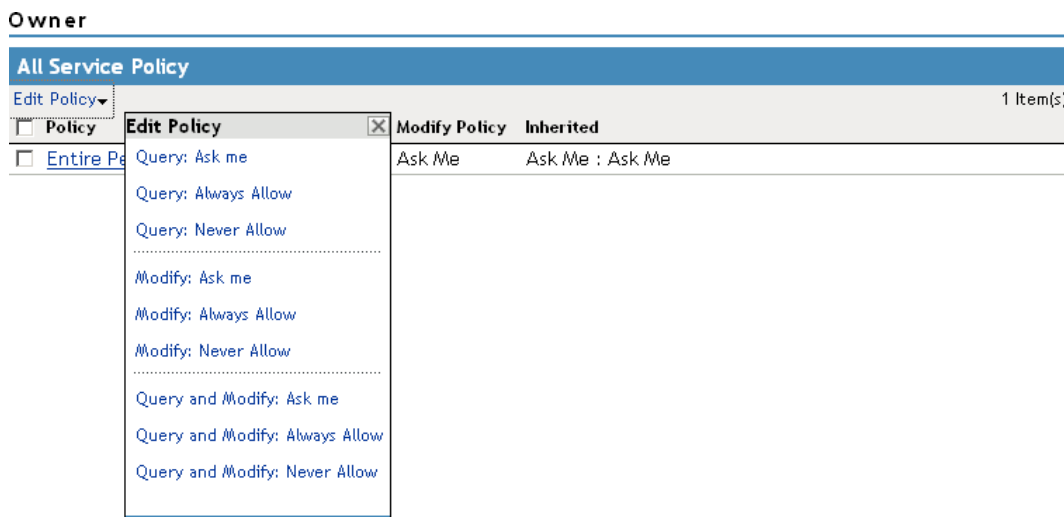 Owner
All Service Policy
Edit Policy 1 Item(s)
Policy Edit Policy Modify Policy Inherited
Entire Ask Me Ask Me : Ask Me
Query: Ask me
Query: Always Allow
Query: Never Allow
Modify: Ask me
Modify: Always Allow
Modify: Never Allow
Query and Modify: Ask me
Query and Modify: Always Allow
Query and Modify: Never Allow